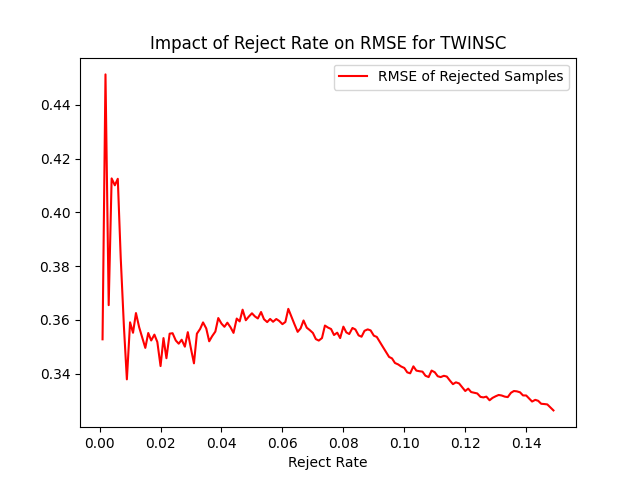 Impact of Reject Rate on RMSE for TWINSC
RMSE of Rejected Samples
0.44
0.42
0.40
0.38
0.36
0.34
0.00 0.02 0.04 0.06 0.08 0.10 0.12 0.14
Reject Rate